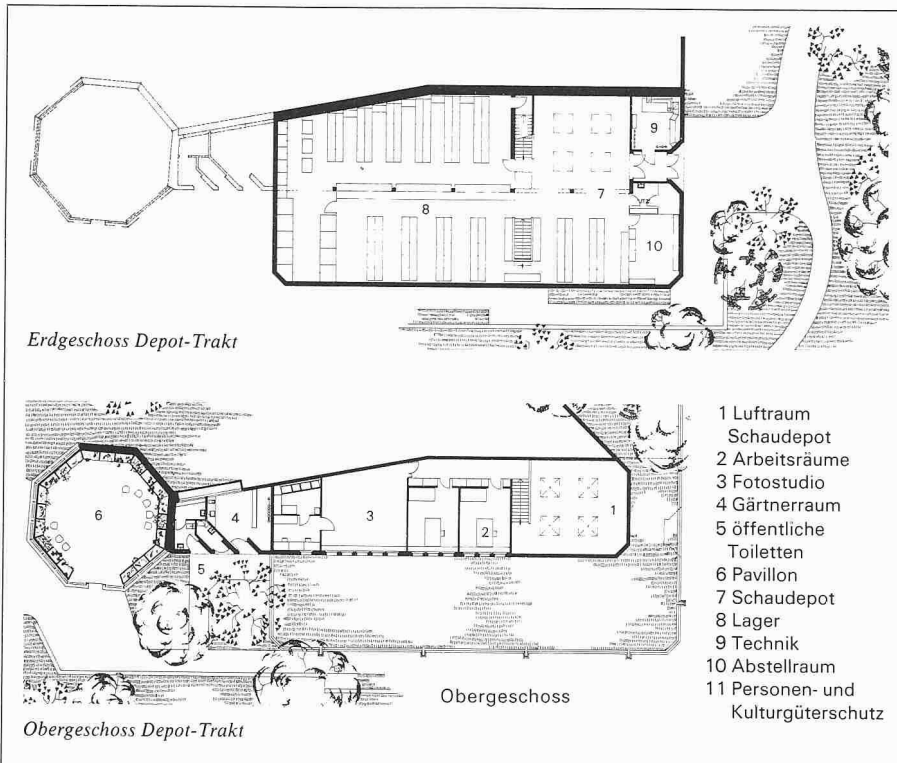 9
7
8
10
Erdgeschoss Depot-Trakt
6
4
3
2
1
5
Obergeschoss
Obergeschoss Depot-Trakt
1 Luftraum
Schaudepot
2 Arbeitsräume
3 Fotostudio
4 Gärtnerraum
5 öffentliche
Toiletten
6 Pavillon
7 Schaudepot
8 Lager
9 Technik
10 Abstellraum
11 Personen- und
Kulturgüterschutz